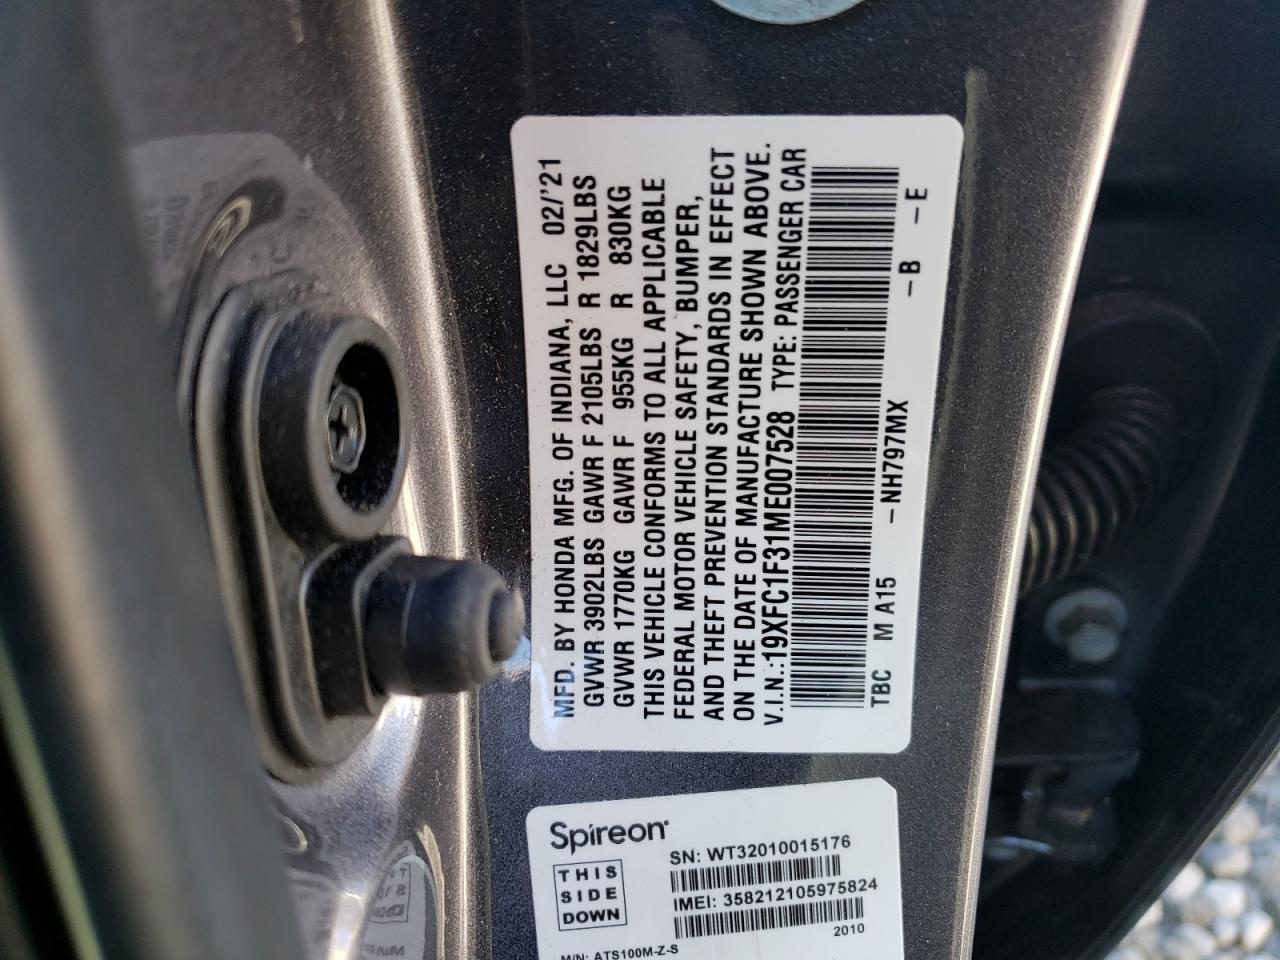 MFD. BY HONDA MFG. OF INDIANA, LLC 02/'21
GVWR 3902LBS GAWR F 2105LBS R 1829LBS
GVWR 1770KG GAWR F 955KG R 830KG
THIS VEHICLE CONFORMS TO ALL APPLICABLE
FEDERAL MOTOR VEHICLE SAFETY, BUMPER,
AND THEFT PREVENTION STANDARDS IN EFFECT
ON THE DATE OF MANUFACTURE SHOWN ABOVE.
V.I.N.:19XFC1F31ME007528 TYPE: PASSENGER CAR
TBC M A15 -NH797MX -B -E
Spireon
THIS
SIDE
DOWN
SN: WT32010015176
IMEI: 358212105975824
2010
M/N: ATS100M-Z-S